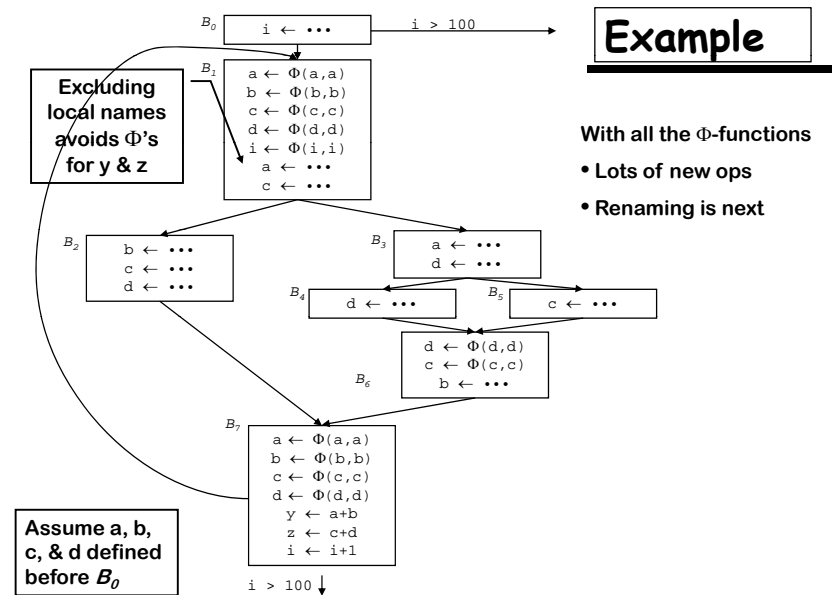 Example
B0
i ← •••
i > 100
B1
a ← Φ(a,a)
b ← Φ(b,b)
c ← Φ(c,c)
d ← Φ(d,d)
i ← Φ(i,i)
a ← •••
c ← •••
Excluding
local names
avoids Φ's
for y & z
With all the Φ-functions
• Lots of new ops
• Renaming is next
B2
b ← •••
c ← •••
d ← •••
B3
a ← •••
d ← •••
B4
d ← •••
B5
c ← •••
d ← Φ(d,d)
c ← Φ(c,c)
b ← •••
B6
B7
a ← Φ(a,a)
b ← Φ(b,b)
c ← Φ(c,c)
d ← Φ(d,d)
y ← a+b
z ← c+d
i ← i+1
Assume a, b,
c, & d defined
before B0
i > 100